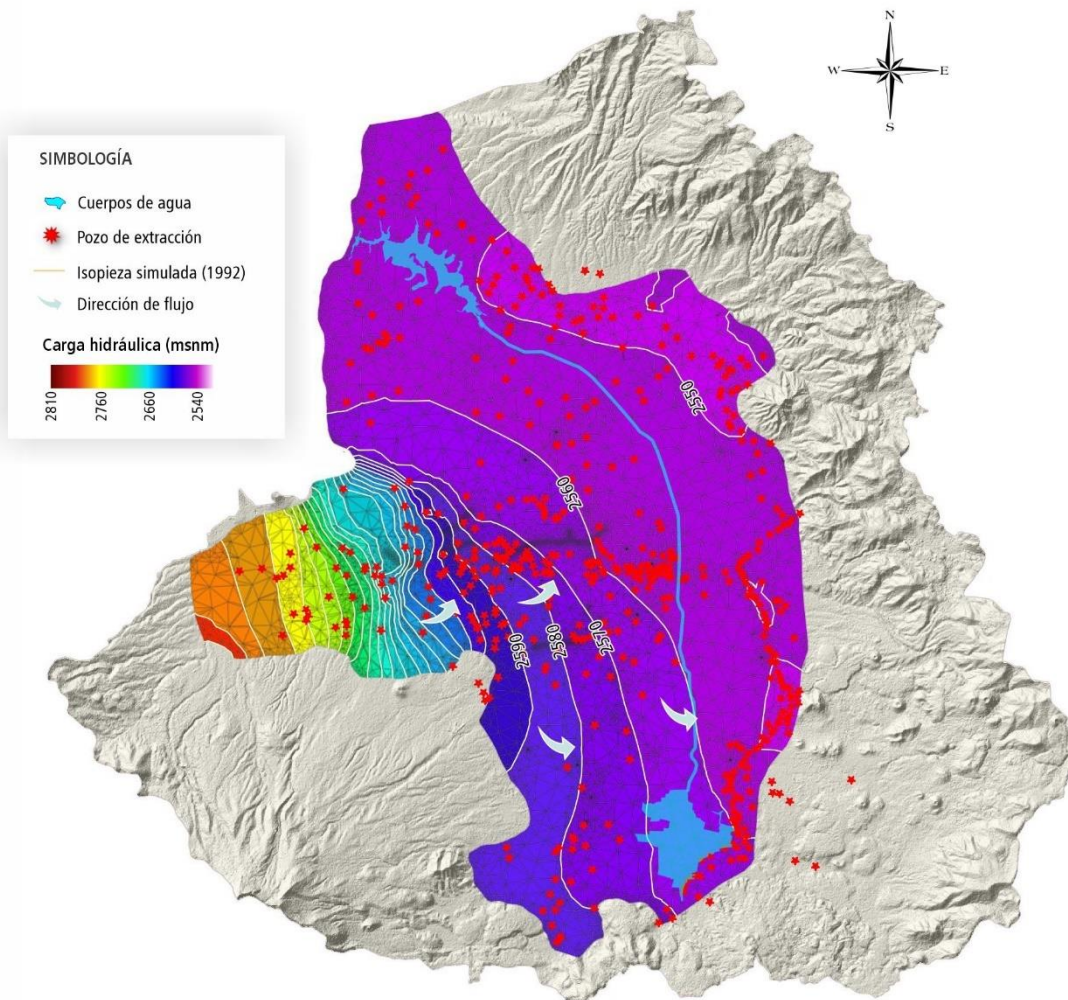 N
W E
S
SIMBOLOGÍA
Cuerpos de agua
Pozo de extracción
Isopieza simulada (1992)
Dirección de flujo
Carga hidráulica (msnm)
2810
2760
2660
2540
2550
2560
2570
2580
2590